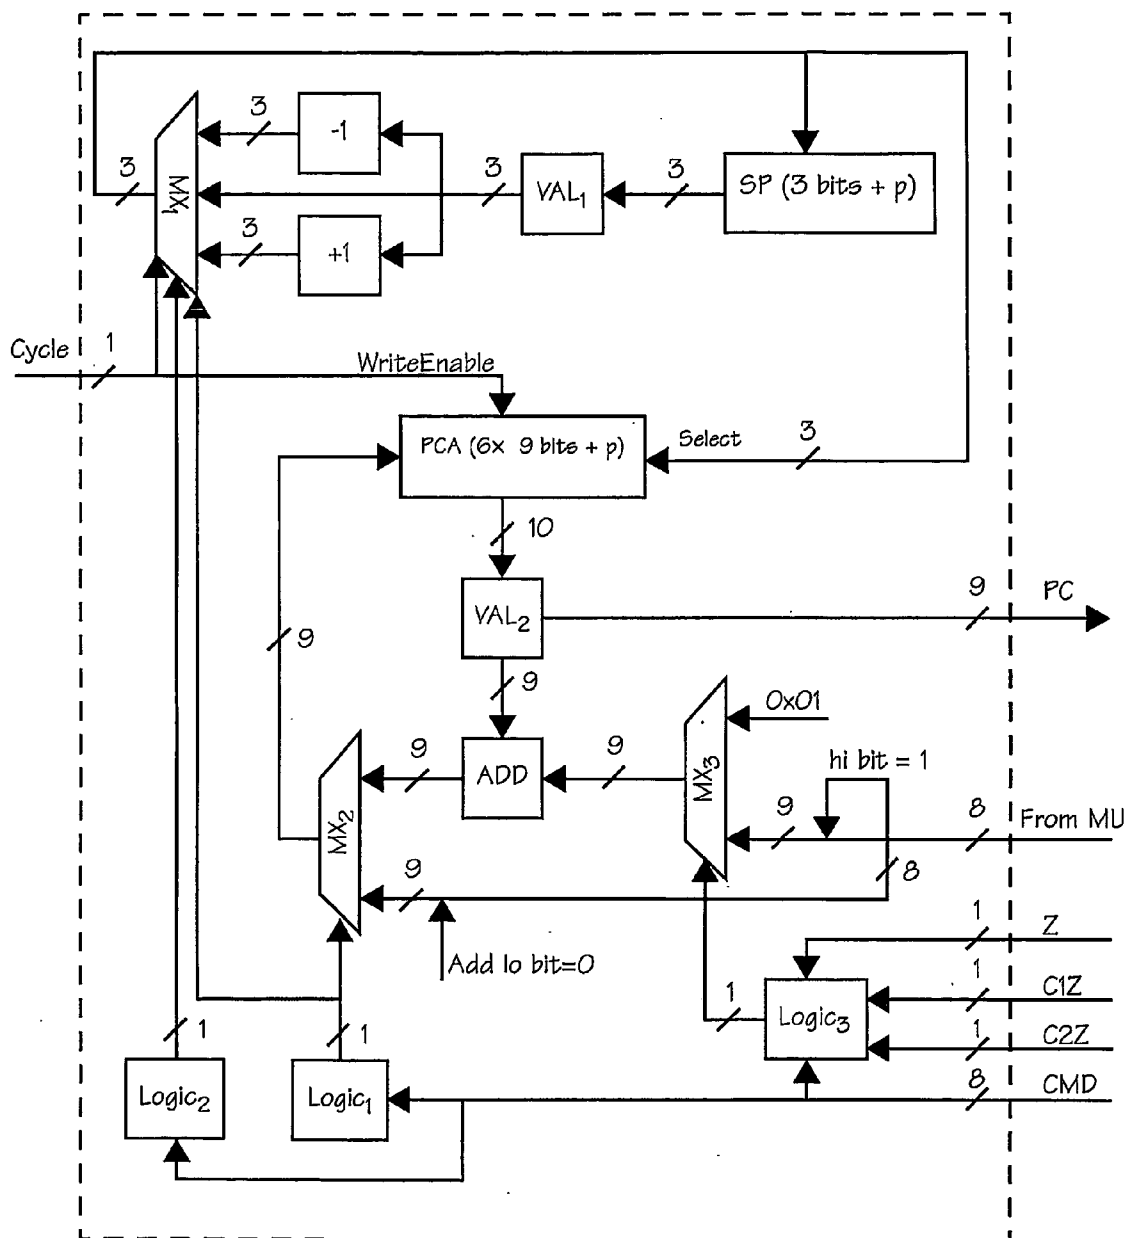 3
-1
3
MX1
3
VAL1
3
SP (3 bits + p)
3
+1
Cycle
1
WriteEnable
PCA (6x 9 bits + p)
Select
3
10
VAL2
9
PC
9
9
0x01
MX3
hi bit = 1
9
ADD
9
MX2
9
8
From MU
9
8
Add lo bit=0
1
Z
1
C1Z
Logic3
1
1
C2Z
1
1
Logic2
Logic1
8
CMD